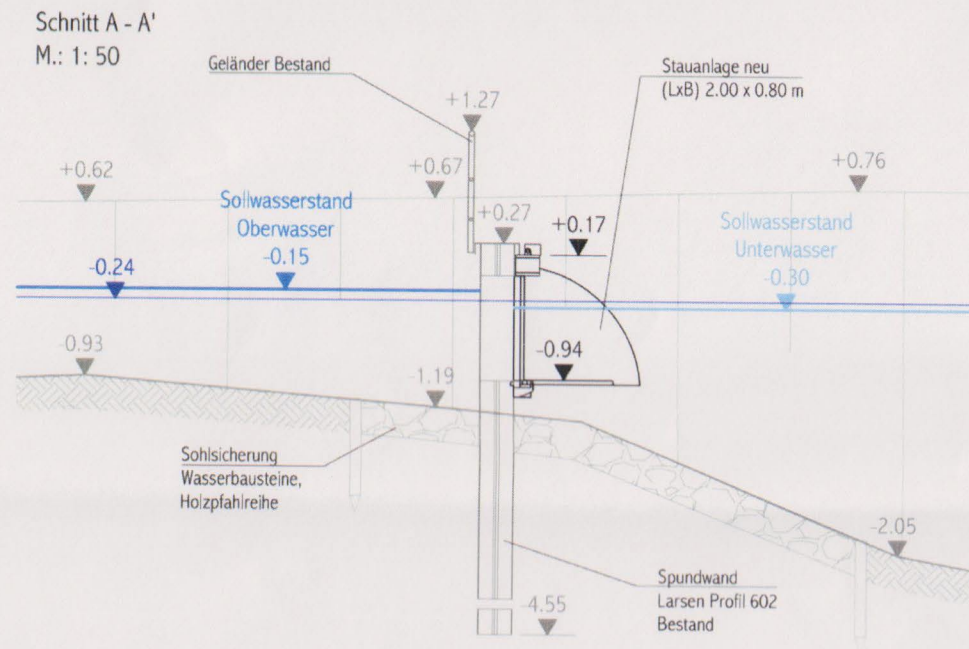 Schnitt A - A'
M.: 1: 50
Geländer Bestand
Stauanlage neu
(LxB) 2.00 x 0.80 m
+1.27
+0.62
+0.67
+0.76
Sollwasserstand
Oberwasser
-0.15
+0.27
+0.17
Sollwasserstand
Unterwasser
-0.30
-0.24
-0.93
-0.94
-1.19
Sohlsicherung
Wasserbausteine,
Holzpfahlreihe
-2.05
Spundwand
Larsen Profil 602
Bestand
-4.55